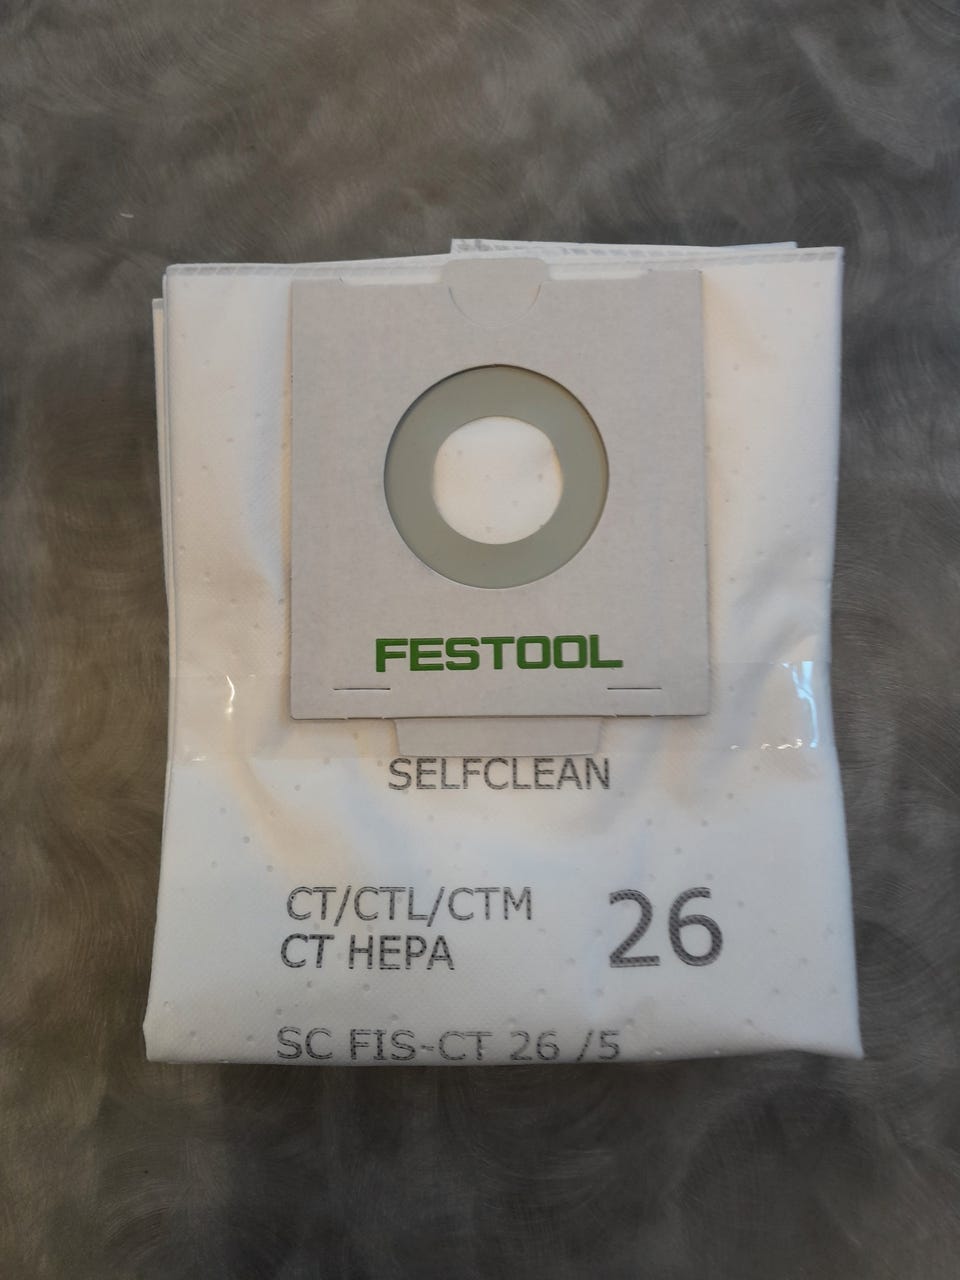 FESTOOL
SELFCLEAN
CT/CTL/CTM
CT HEPA
26
SC FIS-CT 26 /5